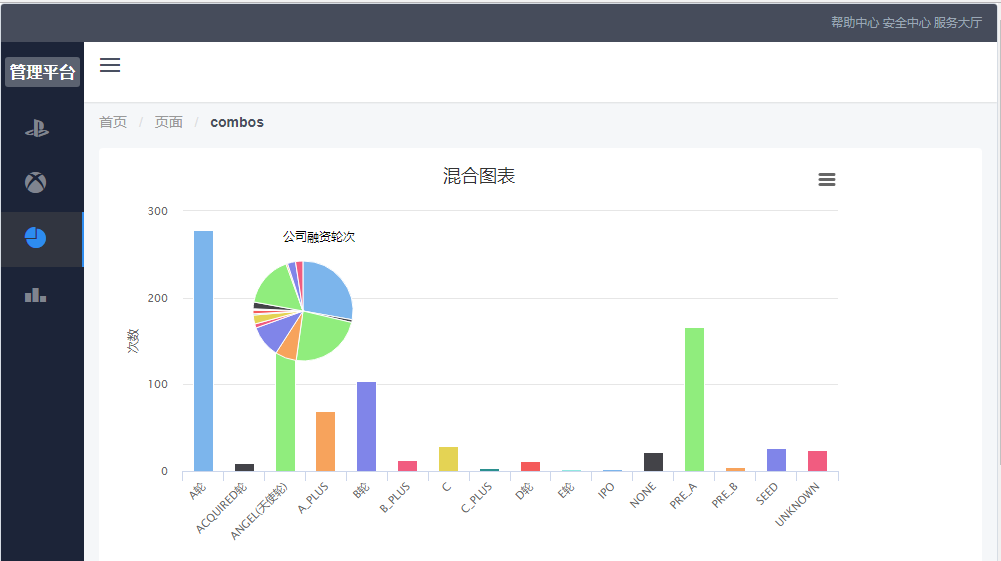 帮助中心 安全中心 服务大厅
管理平台
首页 / 页面 / combos
混合图表
公司融资轮次
次数
300
200
100
0
A轮
ACQUIRED轮
ANGEL(天使轮)
A_PLUS
B轮
B_PLUS
C
C_PLUS
D轮
E轮
IPO
NONE
PRE_A
PRE_B
SEED
UNKNOWN